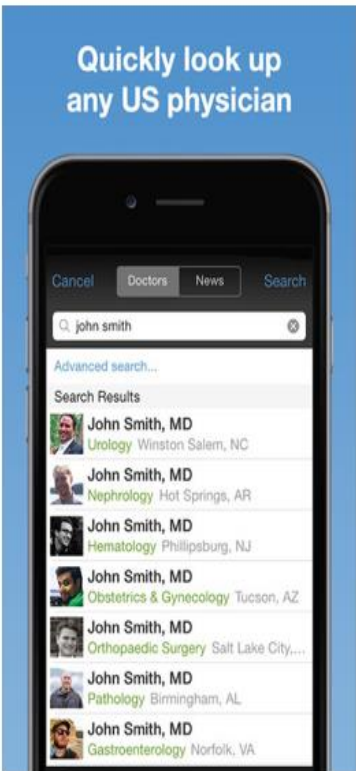 Quickly look up
any US physician
Cancel Doctors News Search
john smith
Advanced search...
Search Results
John Smith, MD
Urology Winston Salem, NC
John Smith, MD
Nephrology Hot Springs, AR
John Smith, MD
Hematology Phillipsburg, NJ
John Smith, MD
Obstetrics & Gynecology Tucson, AZ
John Smith, MD
Orthopaedic Surgery Salt Lake City,...
John Smith, MD
Pathology Birmingham, AL
John Smith, MD
Gastroenterology Norfolk, VA